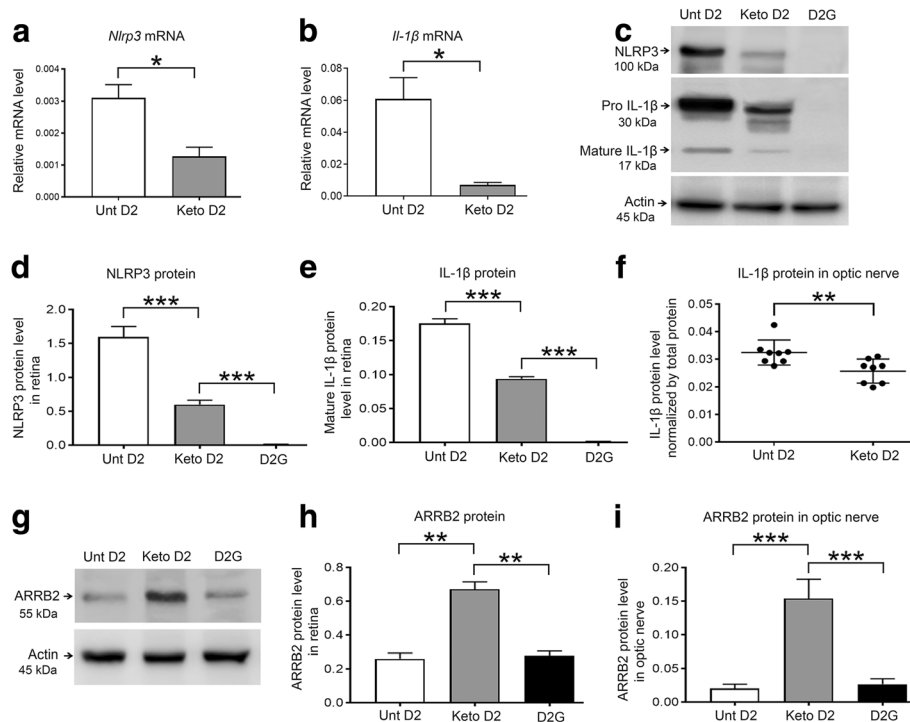 a
Nlrp3 mRNA
Relative mRNA level
0.004
0.003
0.002
0.001
0.000
*
Unt D2
Keto D2
b
Il-1β mRNA
Relative mRNA level
0.08
0.06
0.04
0.02
0.00
*
Unt D2
Keto D2
c
Unt D2 Keto D2 D2G
NLRP3
100 kDa
Pro IL-1β
30 kDa
Mature IL-1β
17 kDa
Actin
45 kDa
d
NLRP3 protein
NLRP3 protein level
in retina
2.0
1.5
1.0
0.5
0.0
***
***
Unt D2
Keto D2
D2G
e
IL-1β protein
Mature IL-1β protein
level in retina
0.20
0.15
0.10
0.05
0.00
***
***
Unt D2
Keto D2
D2G
f
IL-1β protein in optic nerve
IL-1β protein level
normalized by total protein
0.05
0.04
0.03
0.02
0.01
0.00
**
Unt D2
Keto D2
g
Unt D2 Keto D2 D2G
ARRB2
55 kDa
Actin
45 kDa
h
ARRB2 protein
ARRB2 protein level
in retina
0.8
0.6
0.4
0.2
0.0
**
**
Unt D2
Keto D2
D2G
i
ARRB2 protein in optic nerve
ARRB2 protein level
in optic nerve
0.20
0.15
0.10
0.05
0.00
***
***
Unt D2
Keto D2
D2G